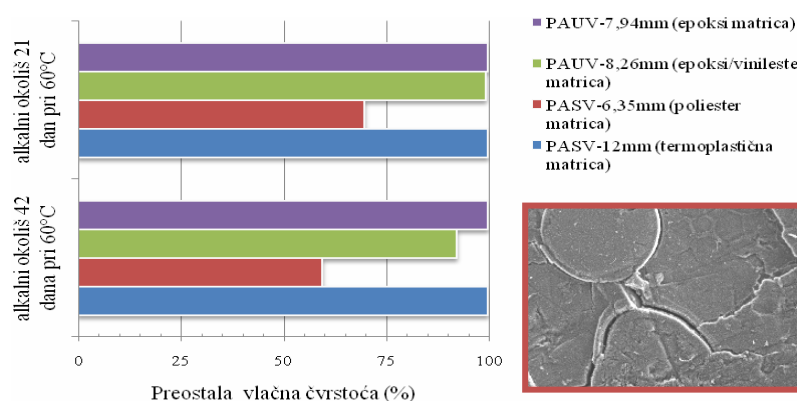 alkalni okoliš 21
dan pri 60°C
alkalni okoliš 42
dana pri 60°C
0
25
50
75
100
Preostala vlačna čvrstoća (%)
PAUV-7,94mm (epoksi matrica)
PAUV-8,26mm (epoksi/vinileste
matrica)
PASV-6,35mm (poliester
matrica)
PASV-12mm (termoplastična
matrica)